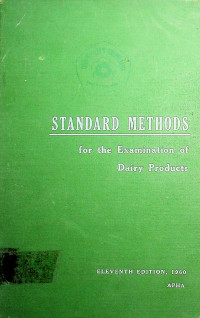 STANDARD METHODS
for the Examination of
Dairy Products
ELEVENTH EDITION, 1960
APHA